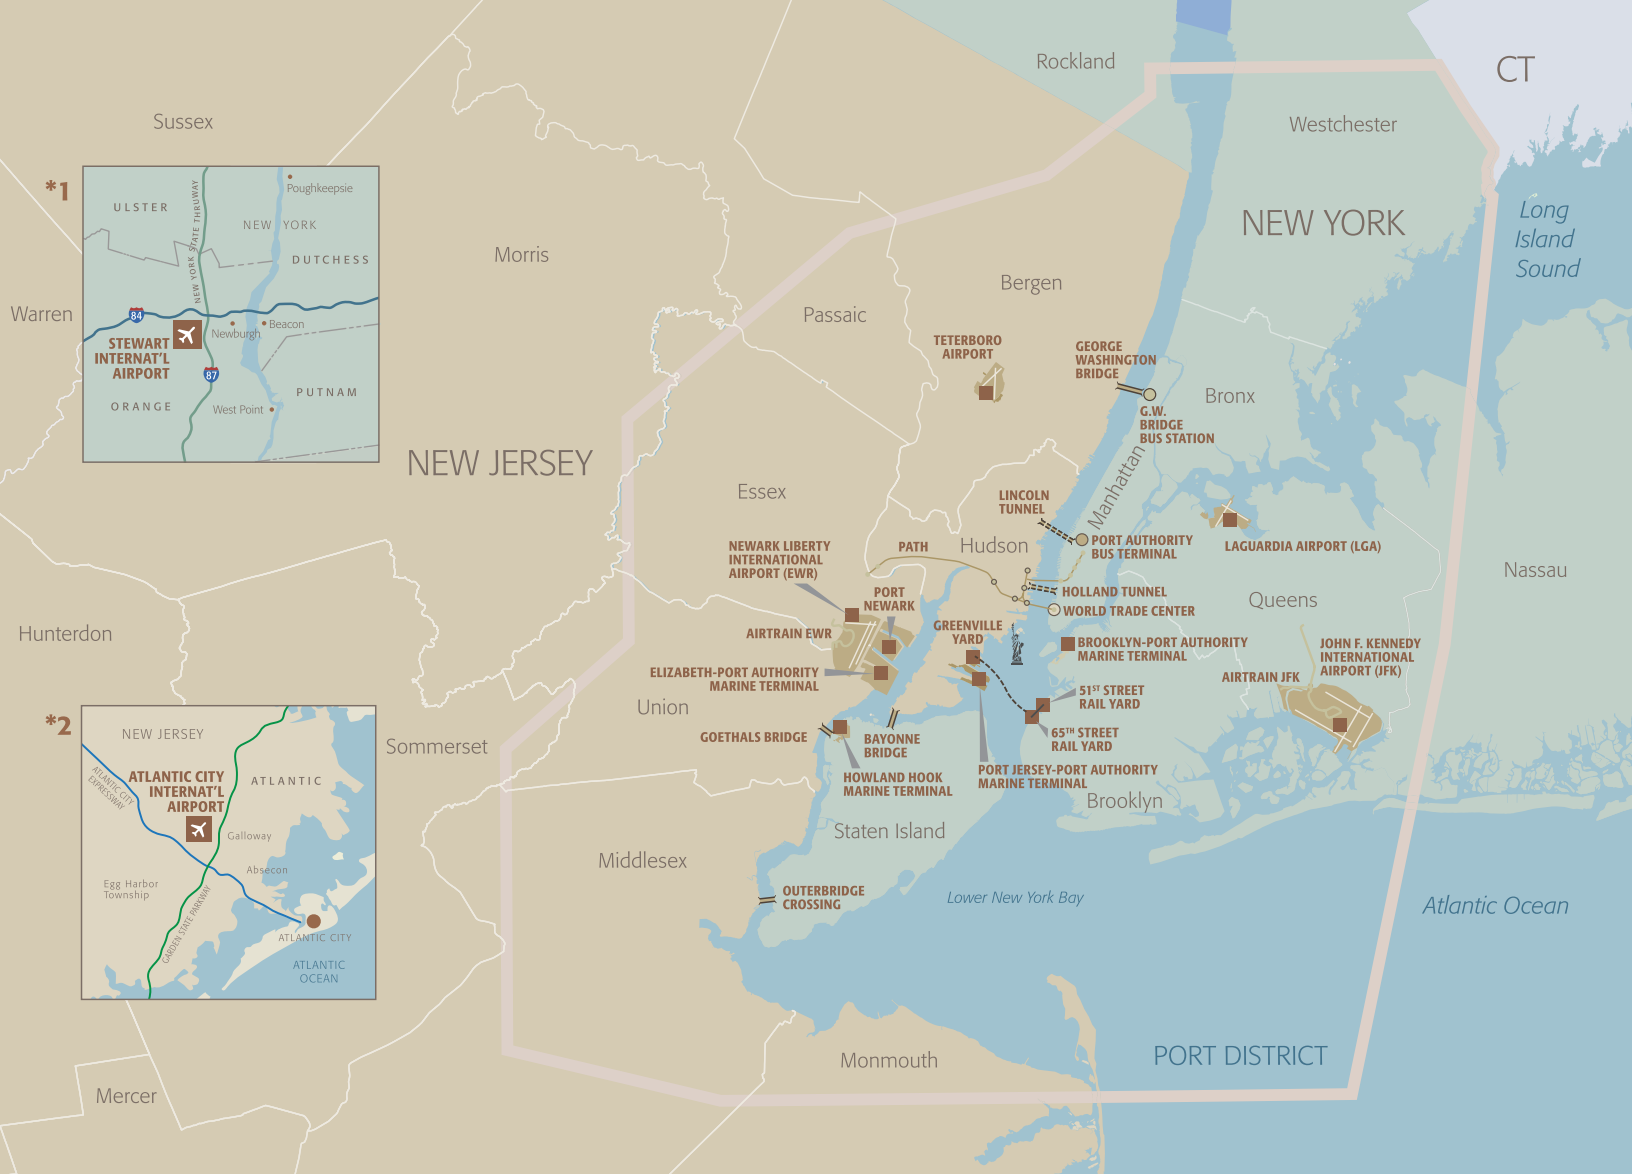 CT
Rockland
Westchester
Sussex
NEW YORK
Long
Island
Sound
Morris
Bergen
Warren
Passaic
*1
Poughkeepsie
ULSTER
NEW YORK STATE THRUWAY
NEW YORK
DUTCHESS
84
Newburgh
Beacon
STEWART
INTERNAT'L
AIRPORT
87
PUTNAM
ORANGE
West Point
TETERBORO
AIRPORT
GEORGE
WASHINGTON
BRIDGE
Bronx
G.W.
BRIDGE
BUS STATION
NEW JERSEY
Essex
Manhattan
LINCOLN
TUNNEL
PORT AUTHORITY
BUS TERMINAL
LAGUARDIA AIRPORT (LGA)
NEWARK LIBERTY
INTERNATIONAL
AIRPORT (EWR)
PATH
Hudson
Nassau
HOLLAND TUNNEL
PORT
NEWARK
WORLD TRADE CENTER
Queens
Hunterdon
AIRTRAIN EWR
GREENVILLE
YARD
BROOKLYN-PORT AUTHORITY
MARINE TERMINAL
JOHN F. KENNEDY
INTERNATIONAL
AIRPORT (JFK)
AIRTRAIN JFK
ELIZABETH-PORT AUTHORITY
MARINE TERMINAL
51ST STREET
RAIL YARD
Union
65TH STREET
RAIL YARD
GOETHALS BRIDGE
BAYONNE
BRIDGE
Sommerset
HOWLAND HOOK
MARINE TERMINAL
PORT JERSEY-PORT AUTHORITY
MARINE TERMINAL
Brooklyn
Staten Island
Middlesex
OUTERBRIDGE
CROSSING
Lower New York Bay
Atlantic Ocean
*2
NEW JERSEY
ATLANTIC CITY
EXPRESSWAY
ATLANTIC CITY
INTERNAT'L
AIRPORT
ATLANTIC
Galloway
Absecon
Egg Harbor
Township
GARDEN STATE PARKWAY
ATLANTIC CITY
ATLANTIC
OCEAN
Monmouth
PORT DISTRICT
Mercer